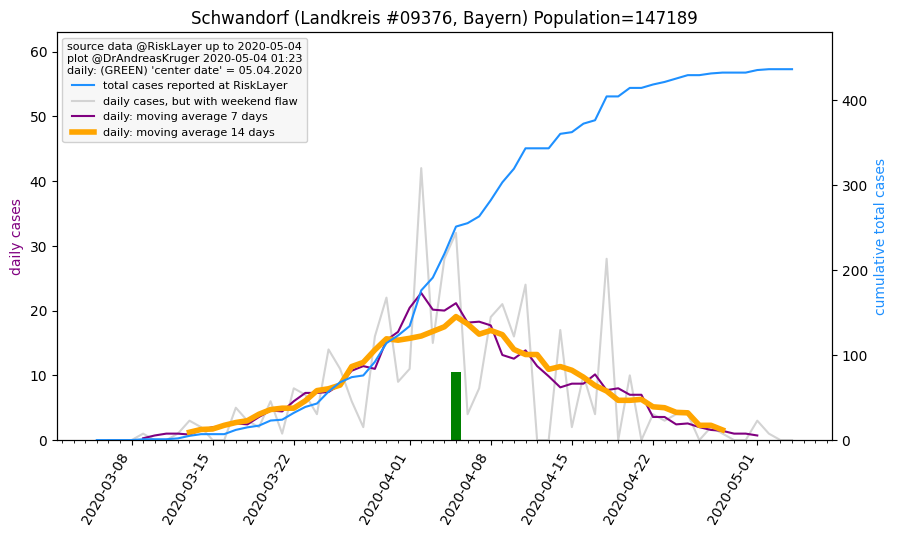 Schwandorf (Landkreis #09376, Bayern) Population=147189
source data @RiskLayer up to 2020-05-04
plot @DrAndreasKruger 2020-05-04 01:23
daily: (GREEN) 'center date' = 05.04.2020
total cases reported at RiskLayer
daily cases, but with weekend flaw
daily: moving average 7 days
daily: moving average 14 days
daily cases
60
50
40
30
20
10
0
cumulative total cases
400
300
200
100
0
2020-03-08
2020-03-15
2020-03-22
2020-04-01
2020-04-08
2020-04-15
2020-04-22
2020-05-01